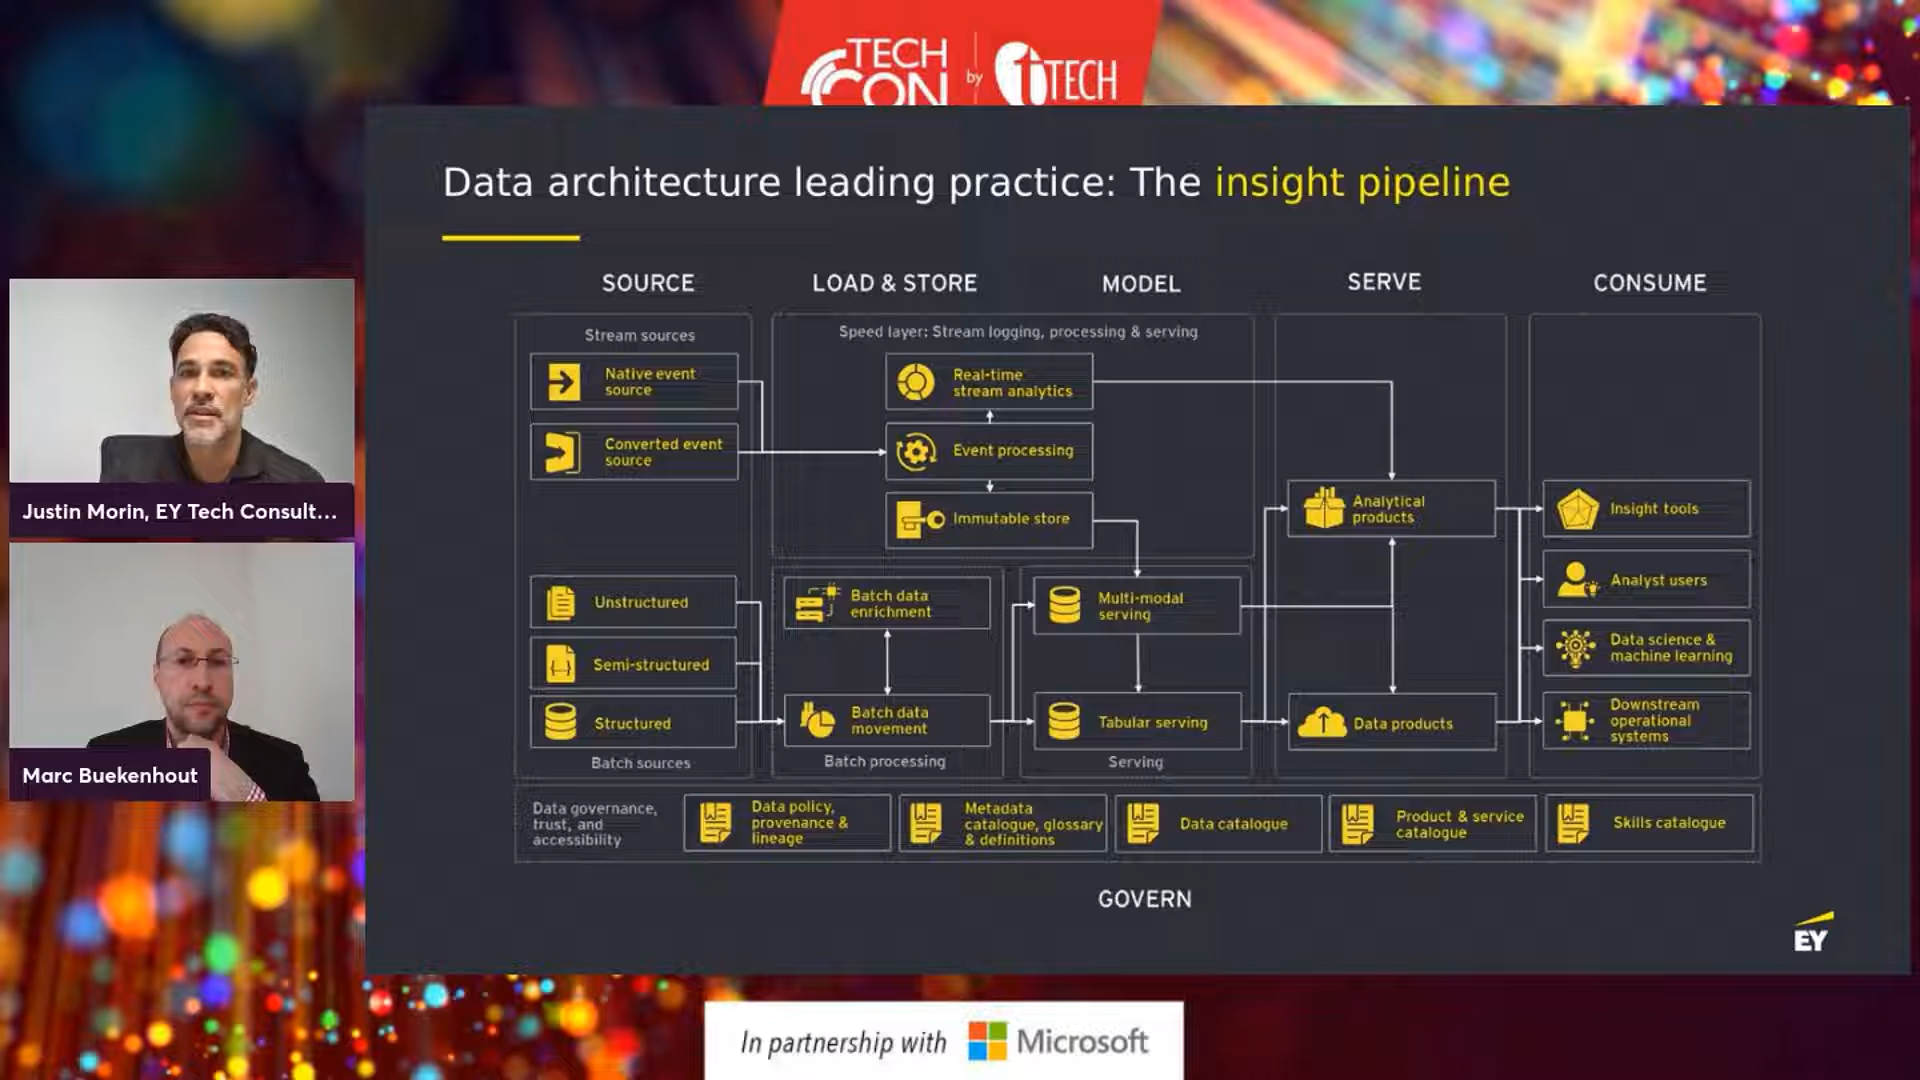 TECH
CON
by
iTECH
Data architecture leading practice: The insight pipeline
SOURCE
LOAD & STORE
MODEL
SERVE
CONSUME
Stream sources
Native event
source
Converted event
source
Unstructured
Semi-structured
Structured
Batch sources
Speed layer: Stream logging, processing & serving
Real-time
stream analytics
Event processing
Immutable store
Batch data
enrichment
Batch data
movement
Batch processing
Multi-modal
serving
Tabular serving
Serving
Analytical
products
Data products
Insight tools
Analyst users
Data science &
machine learning
Downstream
operational
systems
Data governance,
trust, and
accessibility
Data policy,
provenance &
lineage
Metadata
catalogue, glossary
& definitions
Data catalogue
Product & service
catalogue
Skills catalogue
GOVERN
EY
Justin Morin, EY Tech Consult...
Marc Buekenhout
In partnership with Microsoft